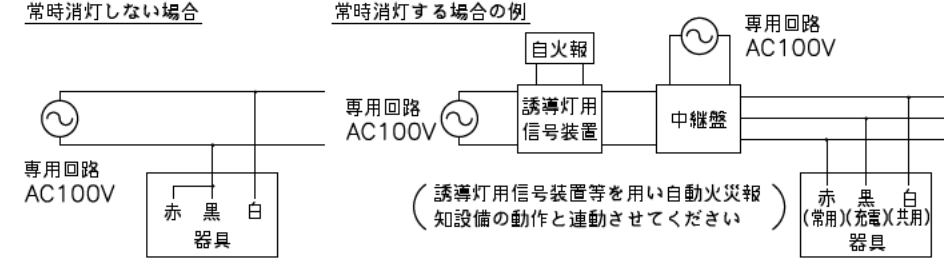 常時消灯しない場合
専用回路
AC100V
赤 黒 白
器具
常時消灯する場合の例
自火報
専用回路
AC100V
専用回路
AC100V
誘導灯用
信号装置
中継盤
(誘導灯用信号装置等を用い自動火災報
知設備の動作と連動させてください)
赤 黒 白
(常用)(充電)(共用)
器具